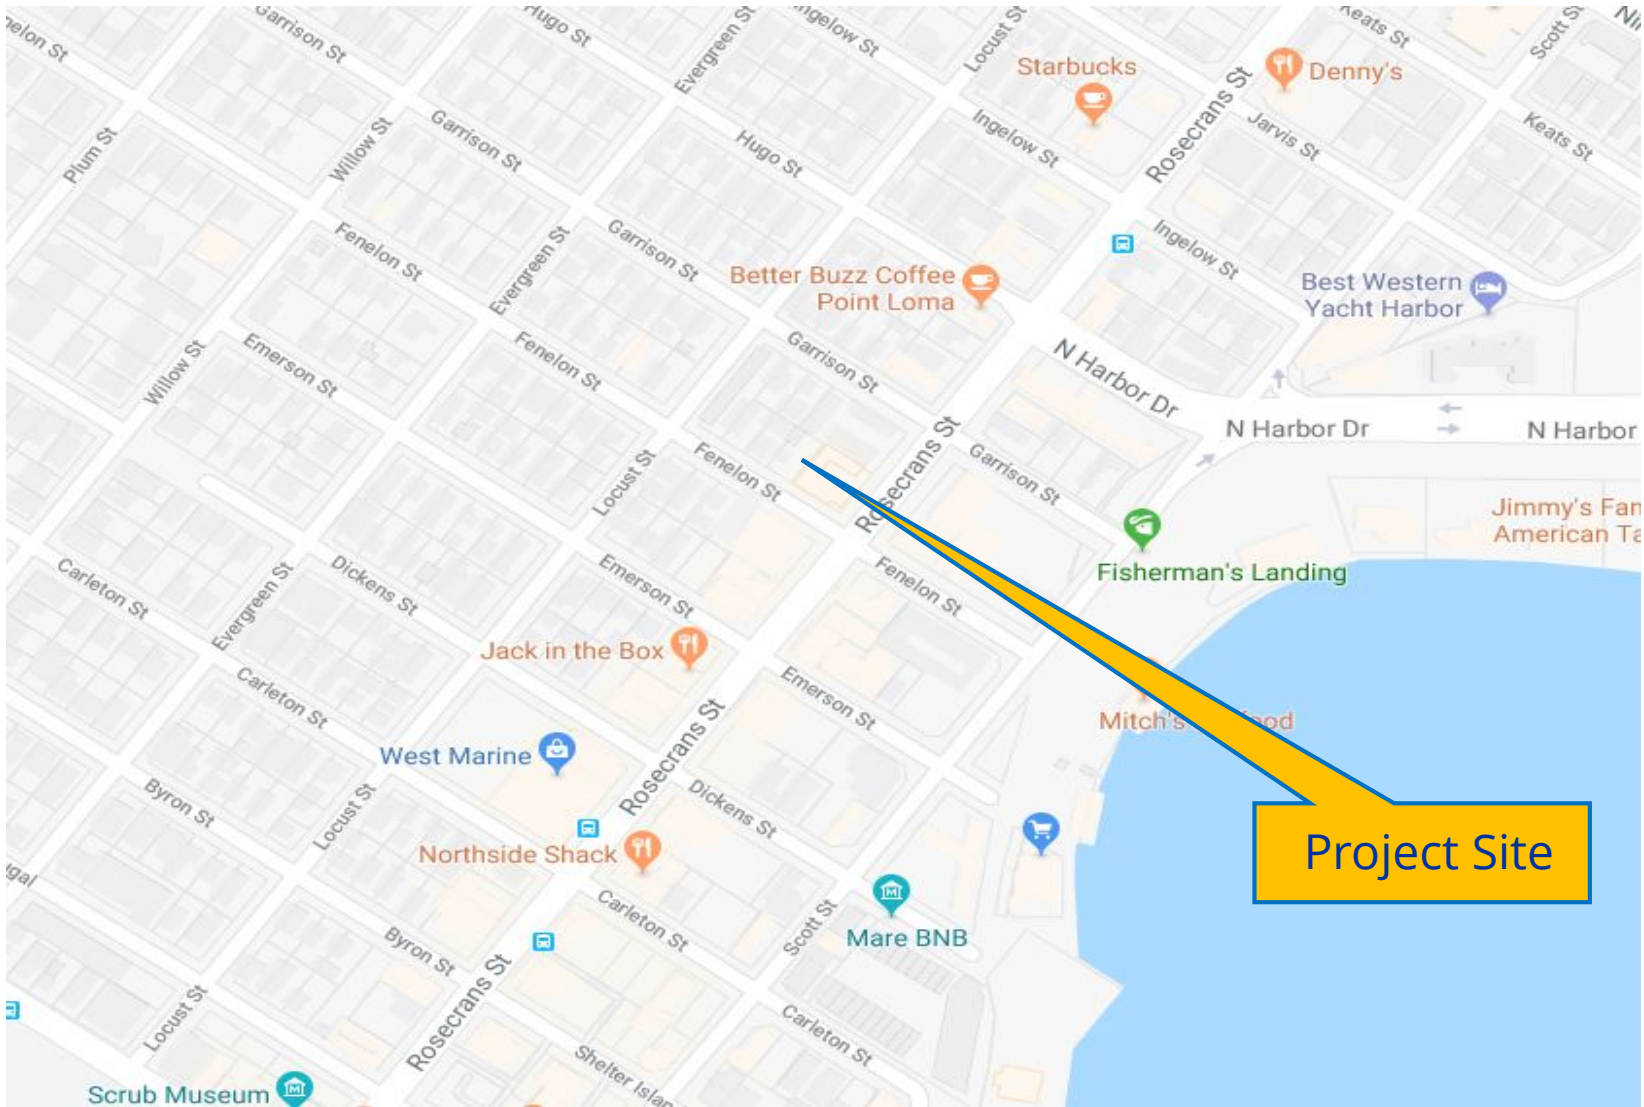 elon St
Garrison St
Hugo St
Evergreen St
ngelow St
Locust St
Keats St
Scott S
Starbucks
Denny's
Rosecrans St
Plum St
Willow St
Garrison St
Hugo St
Ingelow St
Jarvis St
Keats St
Fenelon St
Evergreen St
Garrison St
Better Buzz Coffee
Point Loma
Ingelow St
Best Western
Yacht Harbor
Willow St
Emerson St
Fenelon St
Garrison St
N Harbor Dr
N Harbor Dr
N Harbor
Locust St
Fenelon St
Rosecrans St
Garrison St
Jimmy's Fam
American Ta
Carleton St
Evergreen St
Dickens St
Emerson St
Fenelon St
Fisherman's Landing
Jack in the Box
Carleton St
Emerson St
Mitch's
ood
West Marine
Rosecrans St
Byron St
Locust St
Dickens St
Northside Shack
Project Site
gal
Byron St
Carleton St
Scott St
Mare BNB
Locust St
Rosecrans St
Carleton St
Shelter Islan
Scrub Museum